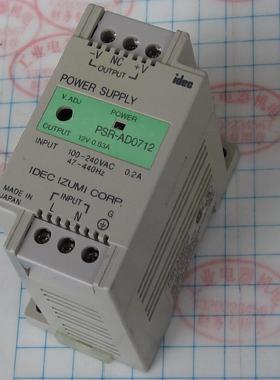 -V NC +V
OUTPUT
idec
POWER SUPPLY
V.ADJ
POWER
PSR-AD0712
OUTPUT 12V 0.63A
INPUT 100-240VAC 0.2A
47-440Hz
IDEC IZUMI CORP.
MADE IN
JAPAN
INPUT
L N G